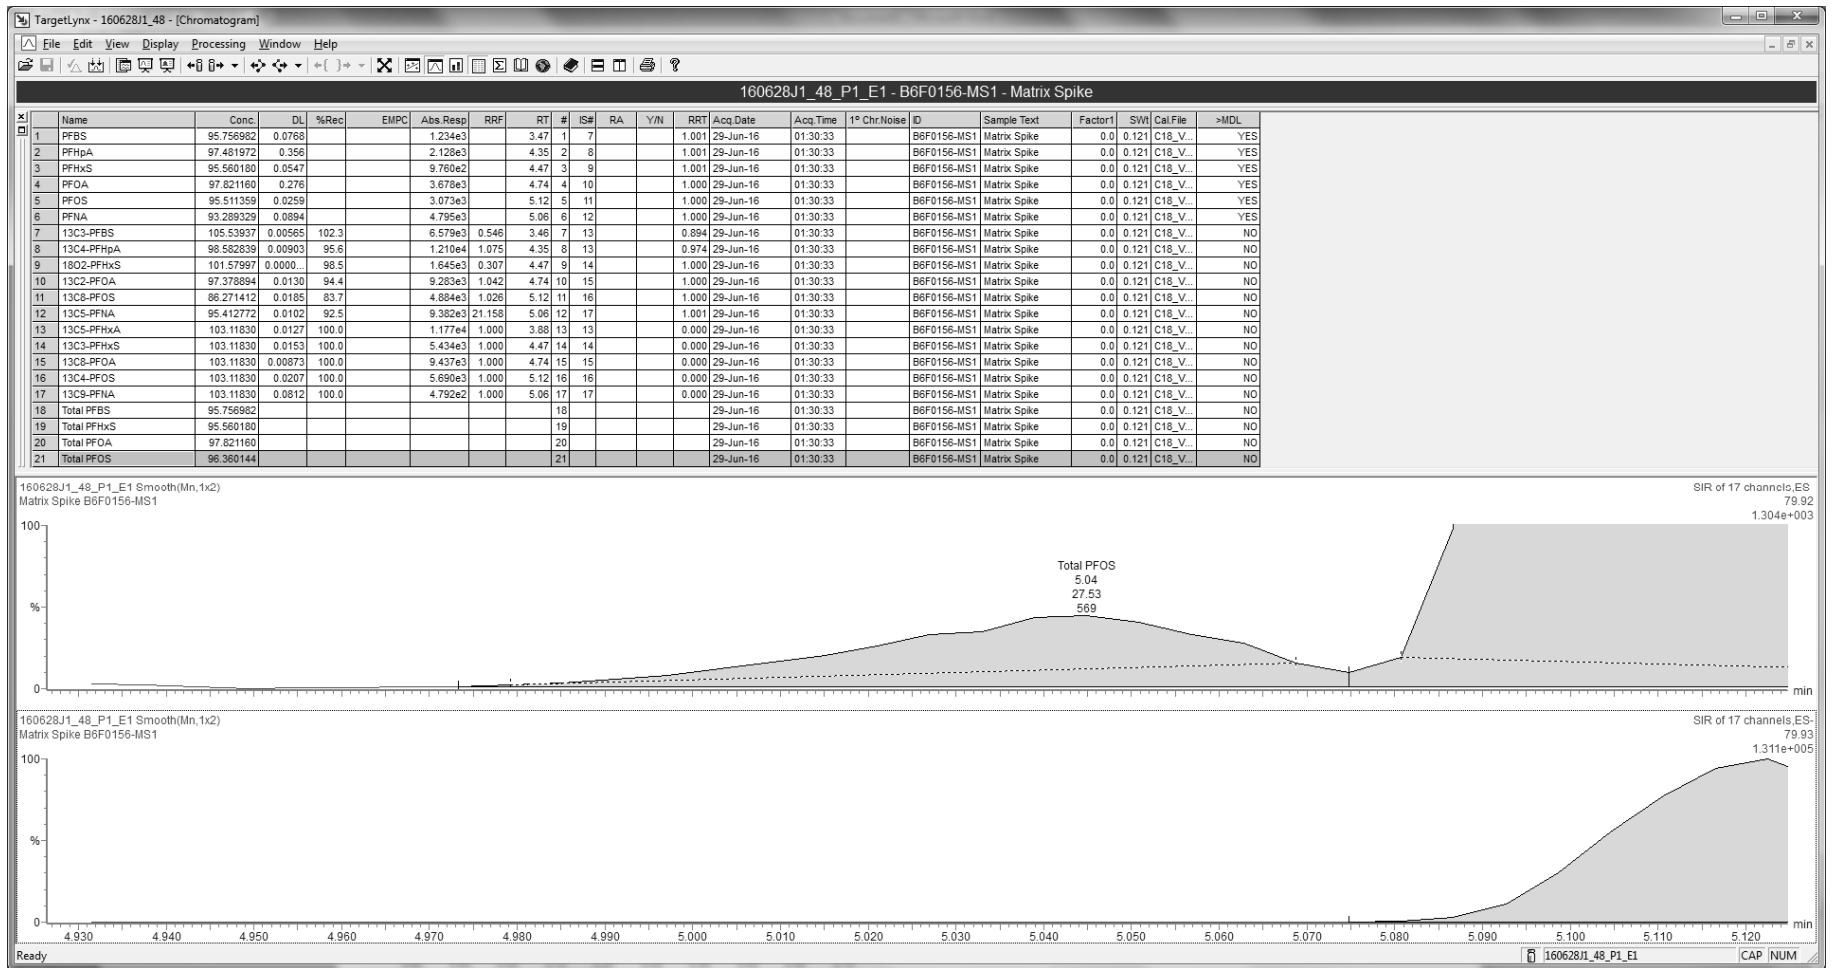 TargetLynx - 160628J1_48 - [Chromatogram]
File Edit View Display Processing Window Help
160628J1_48_P1_E1 - B6F0156-MS1 - Matrix Spike
Name Conc. DL %Rec EMPC Abs.Resp RRF RT # IS# RA Y/N RRT Acq.Date Acq.Time 1° Chr.Noise ID Sample Text Factor1 SWt Cal.File >MDL
1 PFBS 95.756982 0.0768 1.234e3 3.47 1 7 1.001 29-Jun-16 01:30:33 B6F0156-MS1 Matrix Spike 0.0 0.121 C18_V... YES
2 PFHpA 97.481972 0.356 2.128e3 4.35 2 8 1.001 29-Jun-16 01:30:33 B6F0156-MS1 Matrix Spike 0.0 0.121 C18_V... YES
3 PFHxS 95.560180 0.0547 9.760e2 4.47 3 9 1.001 29-Jun-16 01:30:33 B6F0156-MS1 Matrix Spike 0.0 0.121 C18_V... YES
4 PFOA 97.821160 0.276 3.678e3 4.74 4 10 1.000 29-Jun-16 01:30:33 B6F0156-MS1 Matrix Spike 0.0 0.121 C18_V... YES
5 PFOS 95.511359 0.0259 3.073e3 5.12 5 11 1.000 29-Jun-16 01:30:33 B6F0156-MS1 Matrix Spike 0.0 0.121 C18_V... YES
6 PFNA 93.289329 0.0894 4.795e3 5.06 6 12 1.000 29-Jun-16 01:30:33 B6F0156-MS1 Matrix Spike 0.0 0.121 C18_V... YES
7 13C3-PFBS 105.53937 0.00565 102.3 6.579e3 0.546 3.46 7 13 0.894 29-Jun-16 01:30:33 B6F0156-MS1 Matrix Spike 0.0 0.121 C18_V... NO
8 13C4-PFHpA 98.582839 0.00903 95.6 1.210e4 1.075 4.35 8 13 0.974 29-Jun-16 01:30:33 B6F0156-MS1 Matrix Spike 0.0 0.121 C18_V... NO
9 18O2-PFHxS 101.57997 0.0000... 98.5 1.645e3 0.307 4.47 9 14 1.000 29-Jun-16 01:30:33 B6F0156-MS1 Matrix Spike 0.0 0.121 C18_V... NO
10 13C2-PFOA 97.378894 0.0130 94.4 9.283e3 1.042 4.74 10 15 1.000 29-Jun-16 01:30:33 B6F0156-MS1 Matrix Spike 0.0 0.121 C18_V... NO
11 13C8-PFOS 86.271412 0.0185 83.7 4.884e3 1.026 5.12 11 16 1.000 29-Jun-16 01:30:33 B6F0156-MS1 Matrix Spike 0.0 0.121 C18_V... NO
12 13C5-PFNA 95.412772 0.0102 92.5 9.382e3 21.158 5.06 12 17 1.001 29-Jun-16 01:30:33 B6F0156-MS1 Matrix Spike 0.0 0.121 C18_V... NO
13 13C5-PFHxA 103.11830 0.0127 100.0 1.177e4 1.000 3.88 13 13 0.000 29-Jun-16 01:30:33 B6F0156-MS1 Matrix Spike 0.0 0.121 C18_V... NO
14 13C3-PFHxS 103.11830 0.0153 100.0 5.434e3 1.000 4.47 14 14 0.000 29-Jun-16 01:30:33 B6F0156-MS1 Matrix Spike 0.0 0.121 C18_V... NO
15 13C8-PFOA 103.11830 0.00873 100.0 9.437e3 1.000 4.74 15 15 0.000 29-Jun-16 01:30:33 B6F0156-MS1 Matrix Spike 0.0 0.121 C18_V... NO
16 13C4-PFOS 103.11830 0.0207 100.0 5.690e3 1.000 5.12 16 16 0.000 29-Jun-16 01:30:33 B6F0156-MS1 Matrix Spike 0.0 0.121 C18_V... NO
17 13C9-PFNA 103.11830 0.0812 100.0 4.792e2 1.000 5.06 17 17 0.000 29-Jun-16 01:30:33 B6F0156-MS1 Matrix Spike 0.0 0.121 C18_V... NO
18 Total PFBS 95.756982 18 29-Jun-16 01:30:33 B6F0156-MS1 Matrix Spike 0.0 0.121 C18_V... NO
19 Total PFHxS 95.560180 19 29-Jun-16 01:30:33 B6F0156-MS1 Matrix Spike 0.0 0.121 C18_V... NO
20 Total PFOA 97.821160 20 29-Jun-16 01:30:33 B6F0156-MS1 Matrix Spike 0.0 0.121 C18_V... NO
21 Total PFOS 96.360144 21 29-Jun-16 01:30:33 B6F0156-MS1 Matrix Spike 0.0 0.121 C18_V... NO
160628J1_48_P1_E1 Smooth(Mn,1x2) SIR of 17 channels,ES
Matrix Spike B6F0156-MS1 79.92
1.304e+003
100
Total PFOS
5.04
27.53
569
%
0
min
160628J1_48_P1_E1 Smooth(Mn,1x2) SIR of 17 channels,ES-
Matrix Spike B6F0156-MS1 79.93
1.311e+005
100
%
0
min
4.930 4.940 4.950 4.960 4.970 4.980 4.990 5.000 5.010 5.020 5.030 5.040 5.050 5.060 5.070 5.080 5.090 5.100 5.110 5.120
Ready 160628J1_48_P1_E1 CAP NUM